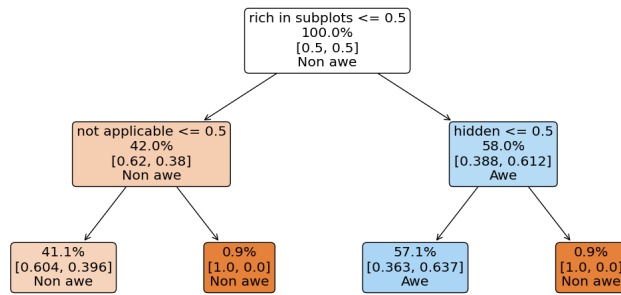 rich in subplots <= 0.5
100.0%
[0.5, 0.5]
Non awe
not applicable <= 0.5
42.0%
[0.62, 0.38]
Non awe
hidden <= 0.5
58.0%
[0.388, 0.612]
Awe
41.1%
[0.604, 0.396]
Non awe
0.9%
[1.0, 0.0]
Non awe
57.1%
[0.363, 0.637]
Awe
0.9%
[1.0, 0.0]
Non awe